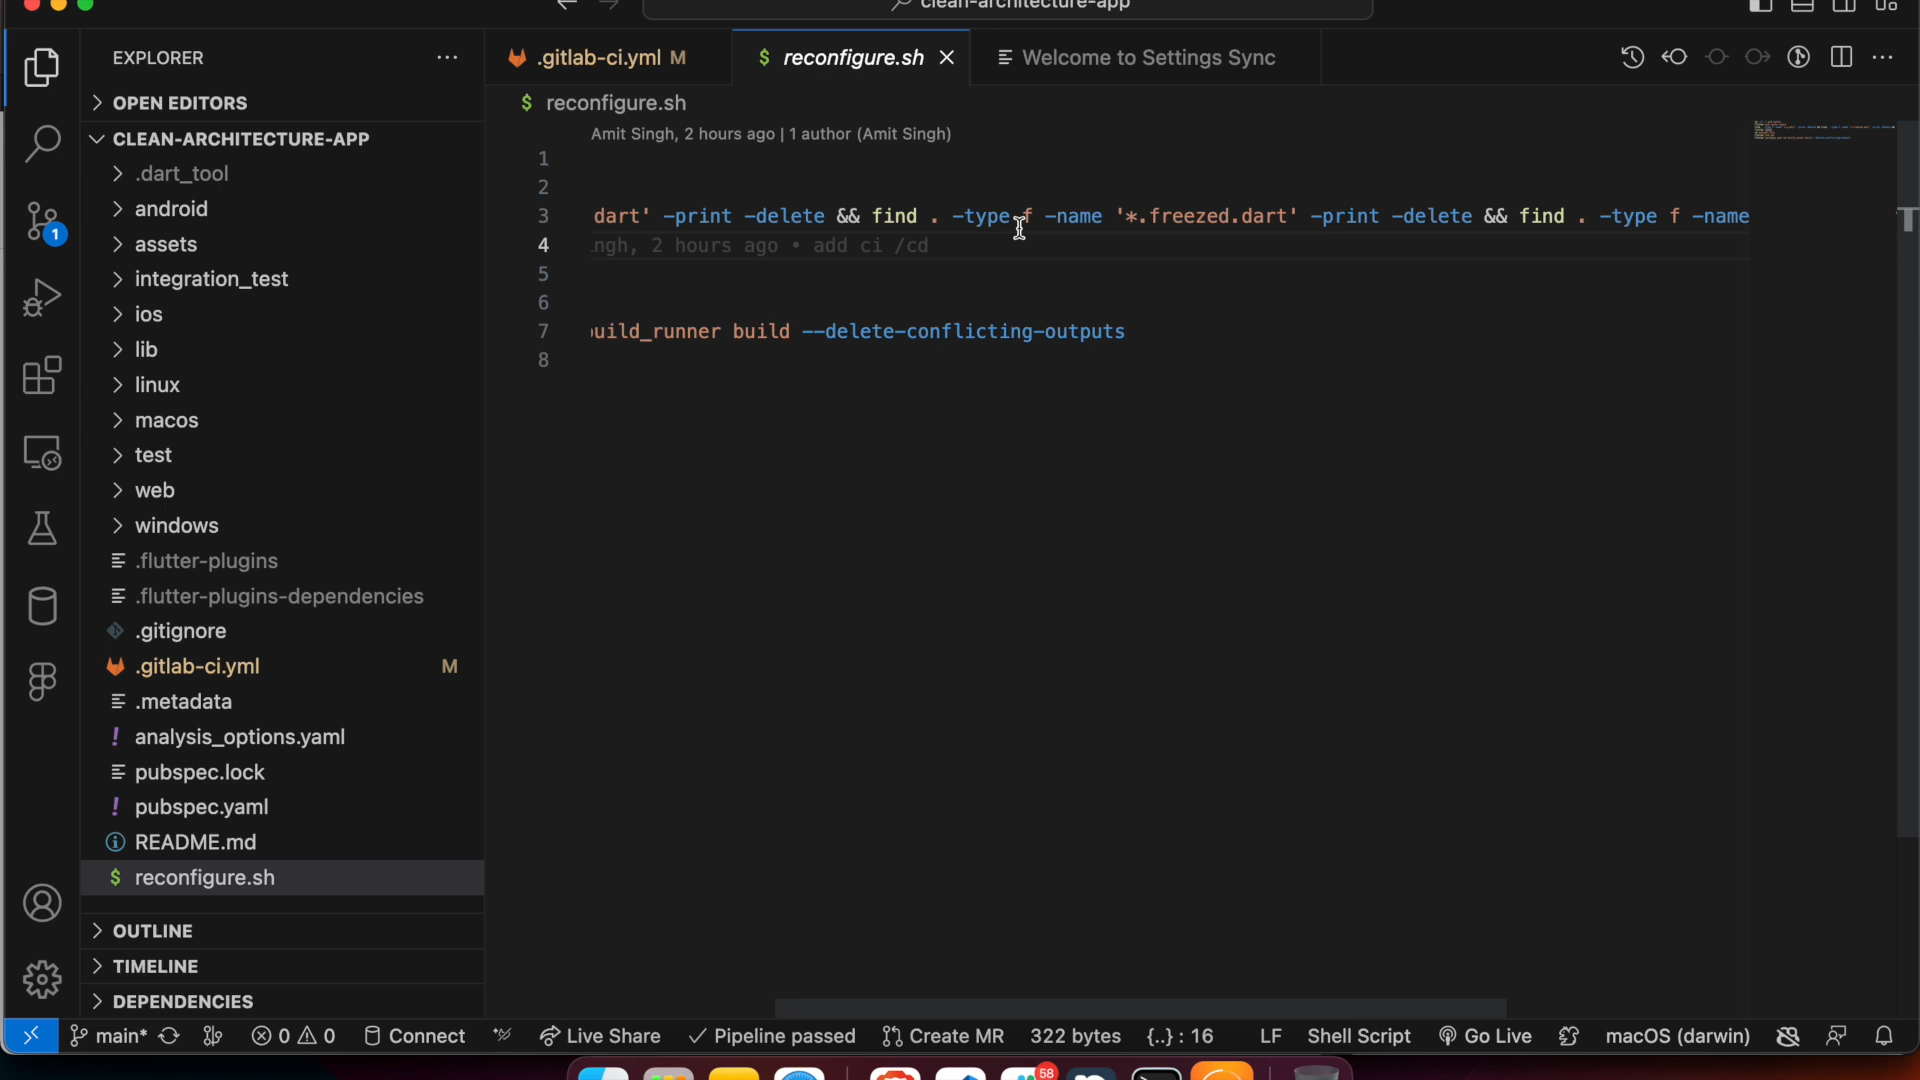 clean-architecture-app
EXPLORER
.gitlab-ci.yml M
$ reconfigure.sh
Welcome to Settings Sync
OPEN EDITORS
$ reconfigure.sh
CLEAN-ARCHITECTURE-APP
Amit Singh, 2 hours ago | 1 author (Amit Singh)
1
2
3 dart' -print -delete && find . -type f -name '*.freezed.dart' -print -delete && find . -type f -name
4 ingh, 2 hours ago • add ci /cd
5
6
7 build_runner build --delete-conflicting-outputs
8
.dart_tool
android
assets
integration_test
ios
lib
linux
macos
test
web
windows
.flutter-plugins
.flutter-plugins-dependencies
.gitignore
.gitlab-ci.yml M
.metadata
! analysis_options.yaml
pubspec.lock
! pubspec.yaml
README.md
$ reconfigure.sh
OUTLINE
TIMELINE
DEPENDENCIES
1
main* 0 0 Connect Live Share Pipeline passed Create MR 322 bytes {..} : 16 LF Shell Script Go Live macOS (darwin)
58